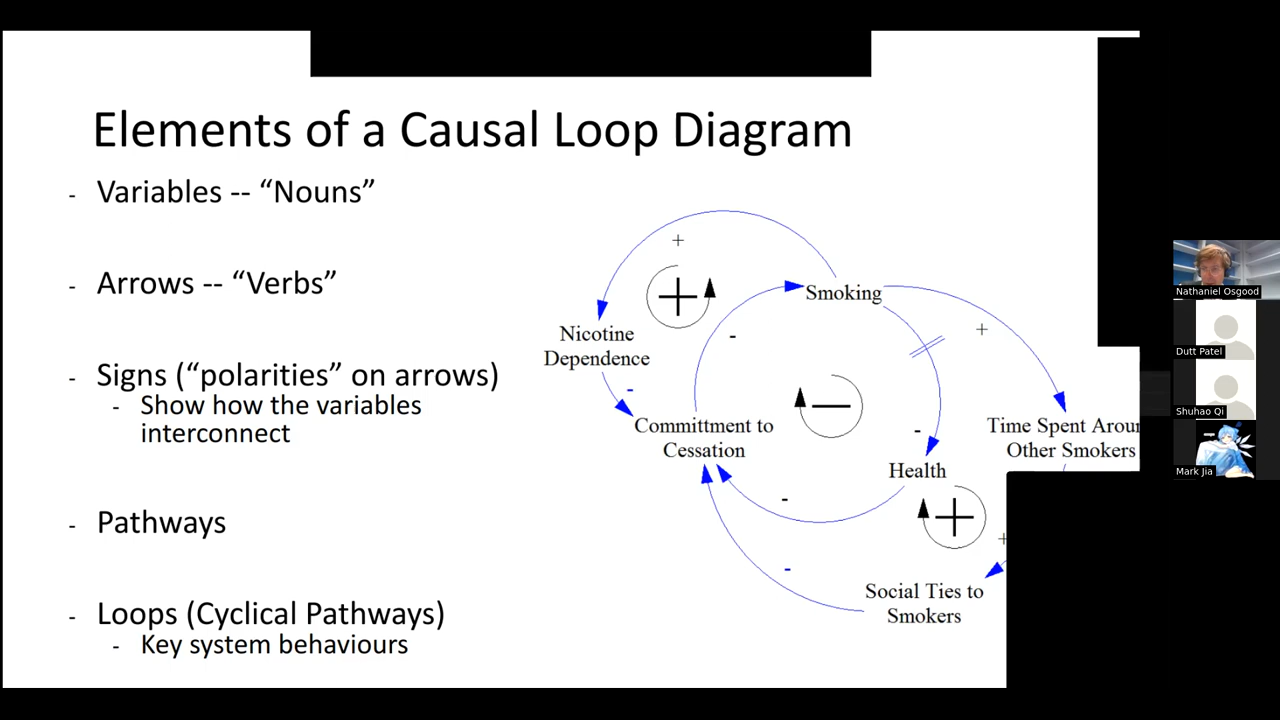 Elements of a Causal Loop Diagram
- Variables -- “Nouns”
- Arrows -- “Verbs”
- Signs (“polarities” on arrows)
- Show how the variables
interconnect
- Pathways
- Loops (Cyclical Pathways)
- Key system behaviours
+
+
Smoking
-
+
Nicotine
Dependence
-
−
Committment to
Cessation
-
Health
Time Spent Aroun
Other Smokers
-
+
+
-
Social Ties to
Smokers
Nathaniel Osgood
Dutt Patel
Shuhao Qi
Mark Jia